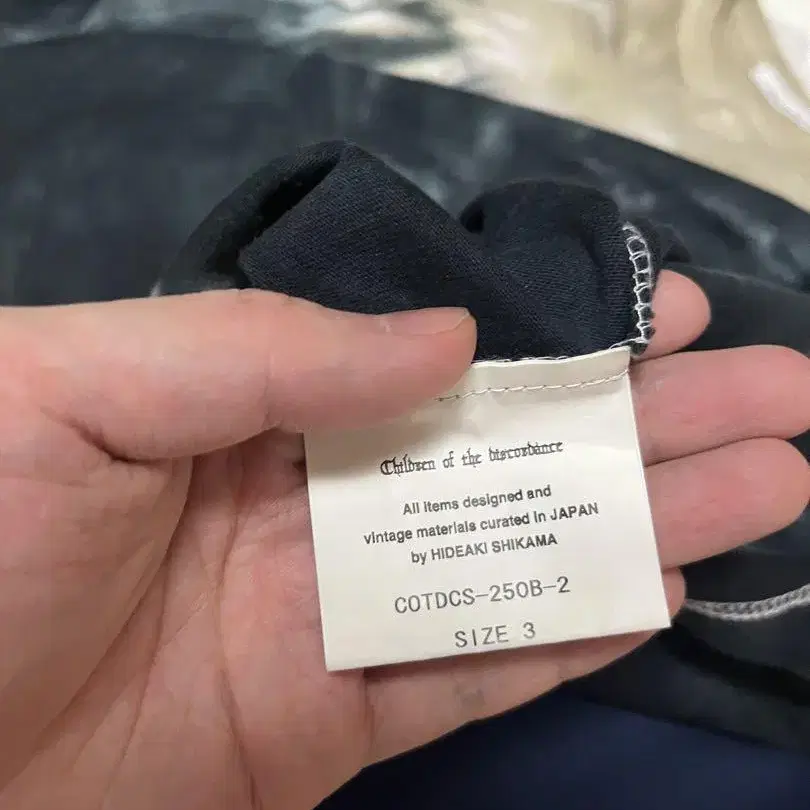 Children of the discordance
All items designed and
vintage materials curated in JAPAN
by HIDEAKI SHIKAMA
COTDCS-250B-2
SIZE 3